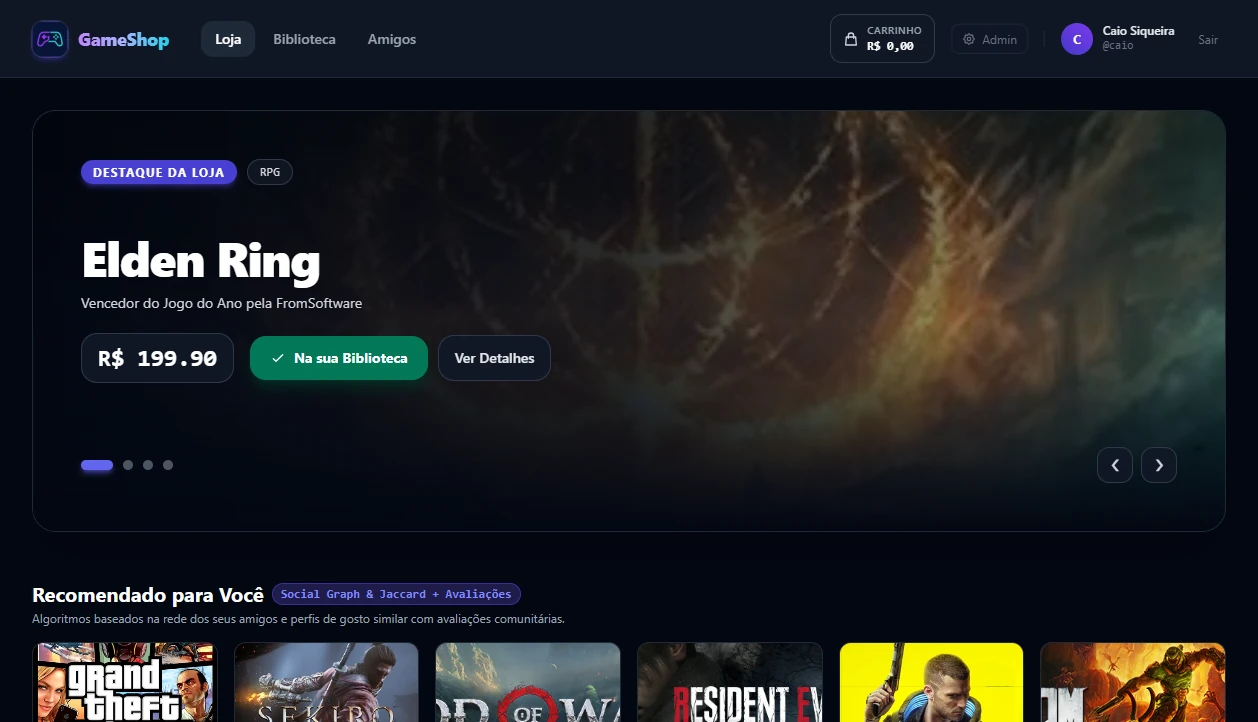 GameShop
Loja
Biblioteca
Amigos
CARRINHO
R$ 0,00
Admin
C
Caio Siqueira
@caio
Sair
DESTAQUE DA LOJA
RPG
Elden Ring
Vencedor do Jogo do Ano pela FromSoftware
R$ 199.90
Na sua Biblioteca
Ver Detalhes
Recomendado para Você
Social Graph & Jaccard + Avaliações
Algoritmos baseados na rede dos seus amigos e perfis de gosto similar com avaliações comunitárias.
grand
theft
SEKIRO
OD OF WA
RESIDENT EV
OM